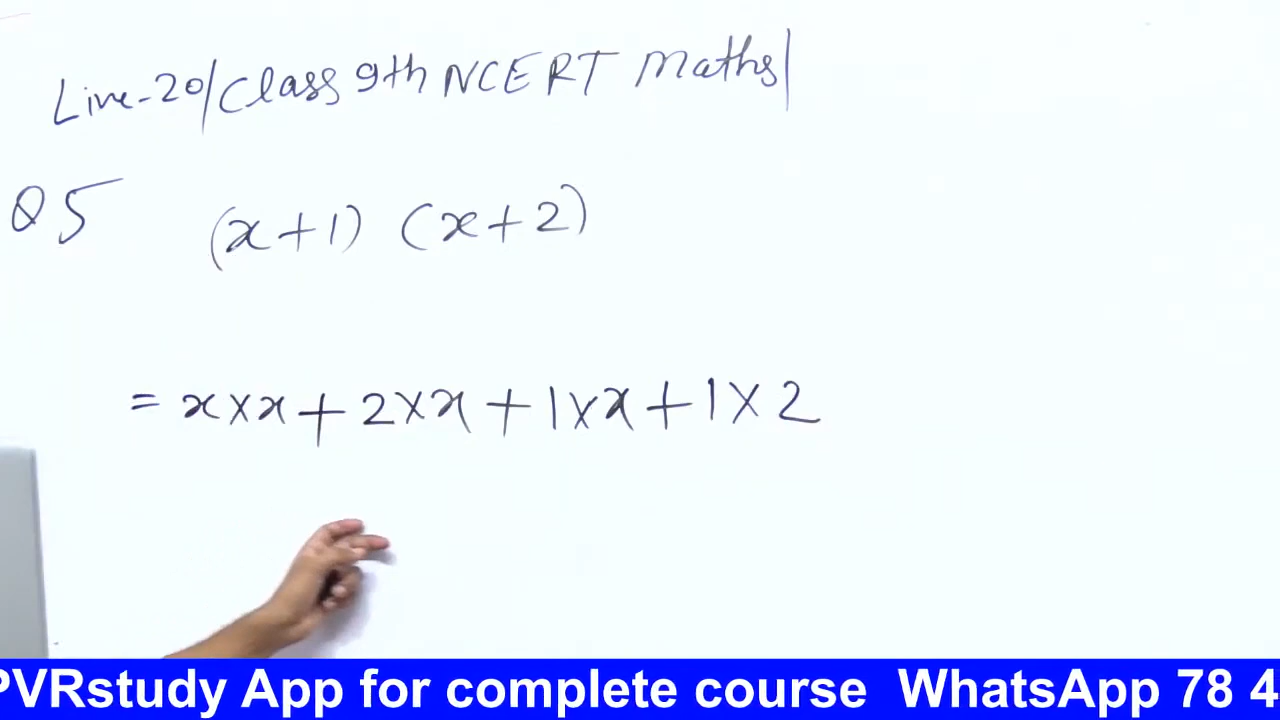 Live-20/Class 9th NCERT Maths|
Q5 (x+1) (x+2)
= x×x + 2×x + 1×x + 1×2
PVRstudy App for complete course WhatsApp 78 4